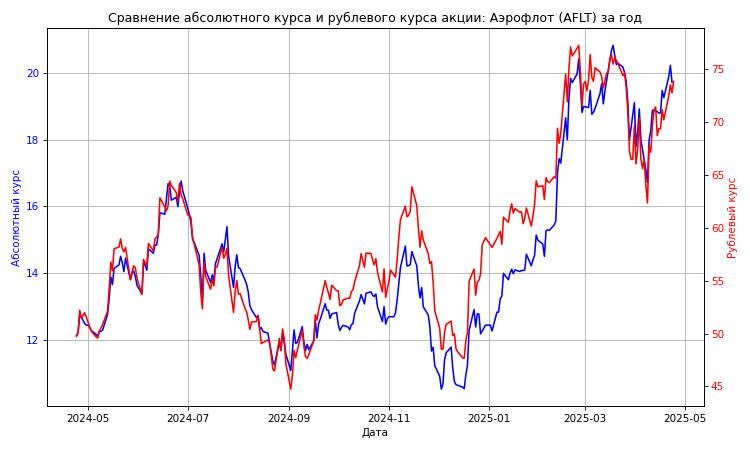 Сравнение абсолютного курса и рублевого курса акции: Аэрофлот (AFLT) за год
Абсолютный курс
20
18
16
14
12
75
70
65
60
55
50
45
Рублевый курс
2024-05 2024-07 2024-09 2024-11 2025-01 2025-03 2025-05
Дата